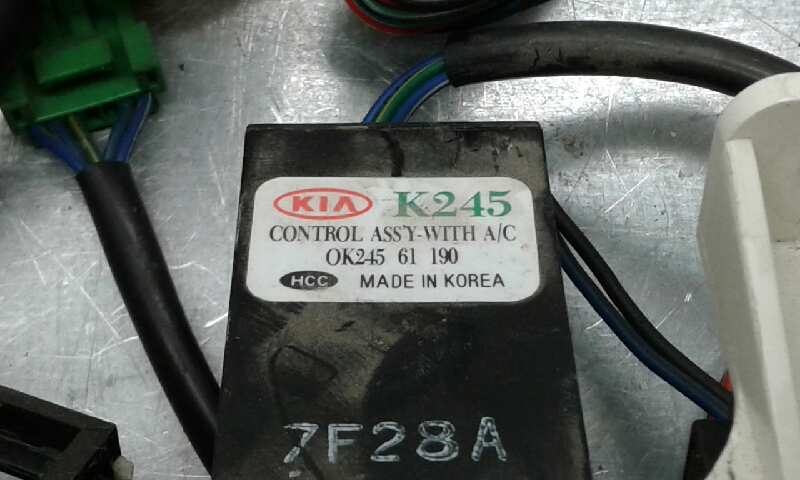 KIA K245
CONTROL ASS'Y-WITH A/C
OK245 61 190
HCC MADE IN KOREA
7F28A